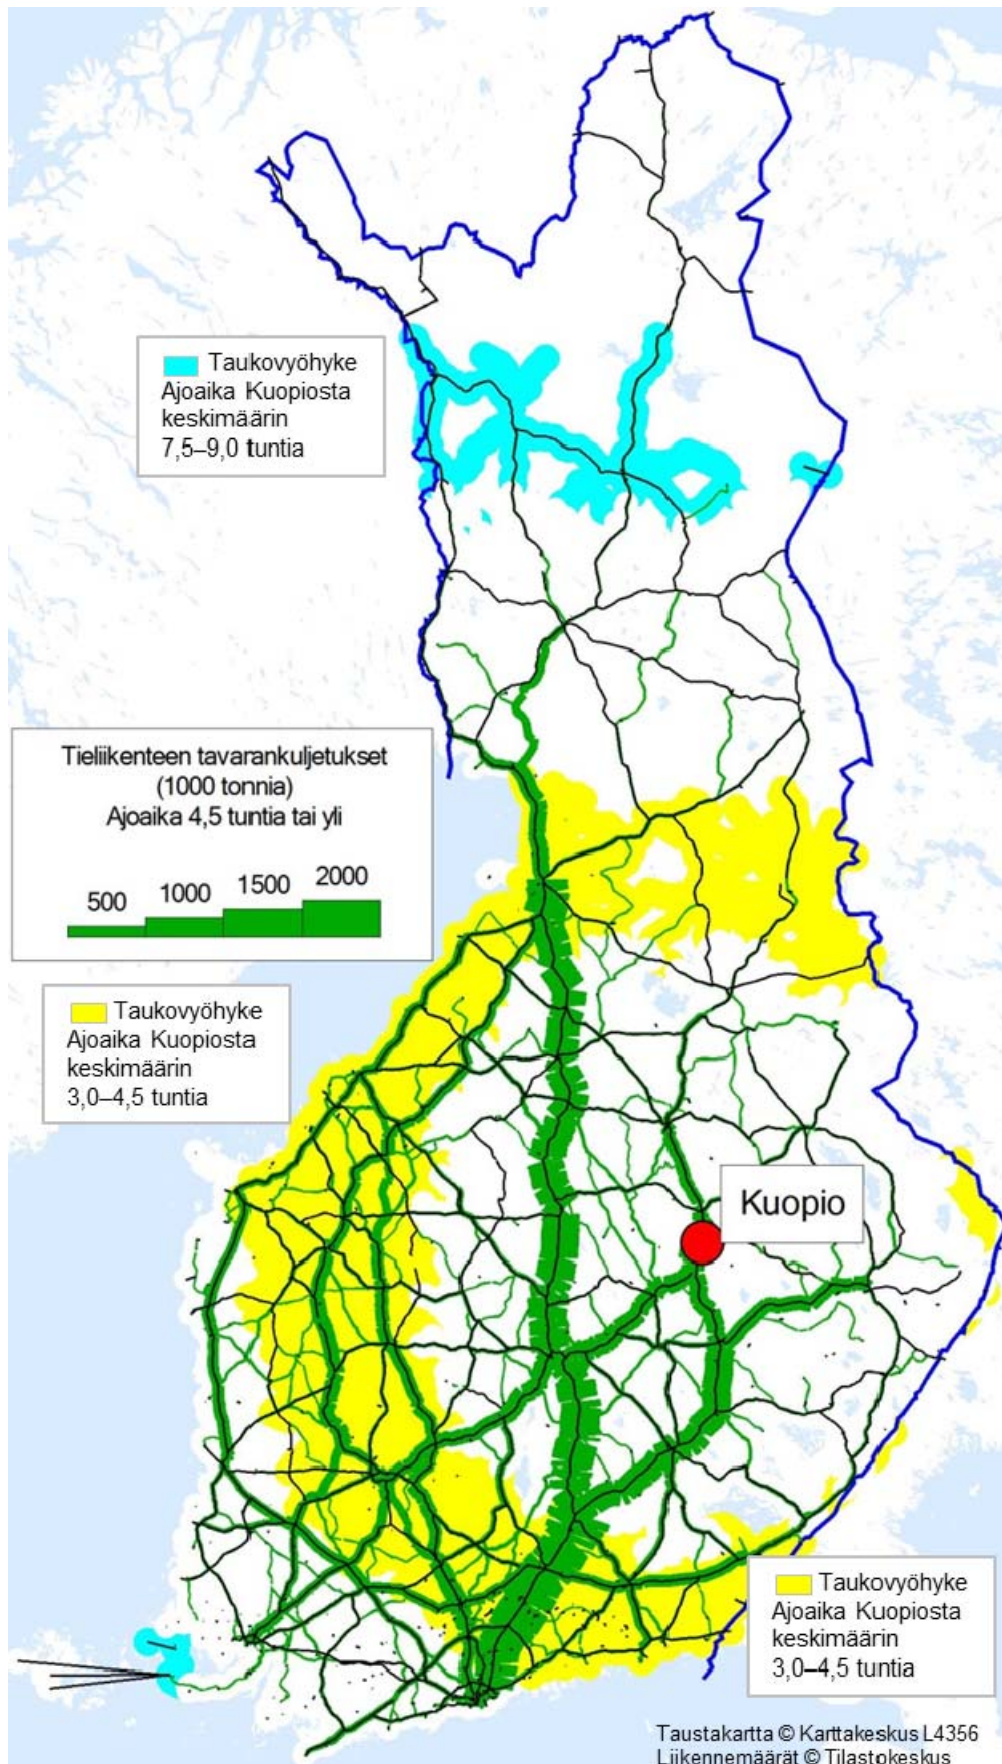 Taukovyöhyke
Ajoaika Kuopiosta
keskimäärin
7,5–9,0 tuntia
Tieliikenteen tavarankuljetukset
(1000 tonnia)
Ajoaika 4,5 tuntia tai yli
500 1000 1500 2000
Taukovyöhyke
Ajoaika Kuopiosta
keskimäärin
3,0–4,5 tuntia
Kuopio
Taukovyöhyke
Ajoaika Kuopiosta
keskimäärin
3,0–4,5 tuntia
Taustakartta © Karttakeskus L4356
Liikennemäärät © Tilastokeskus